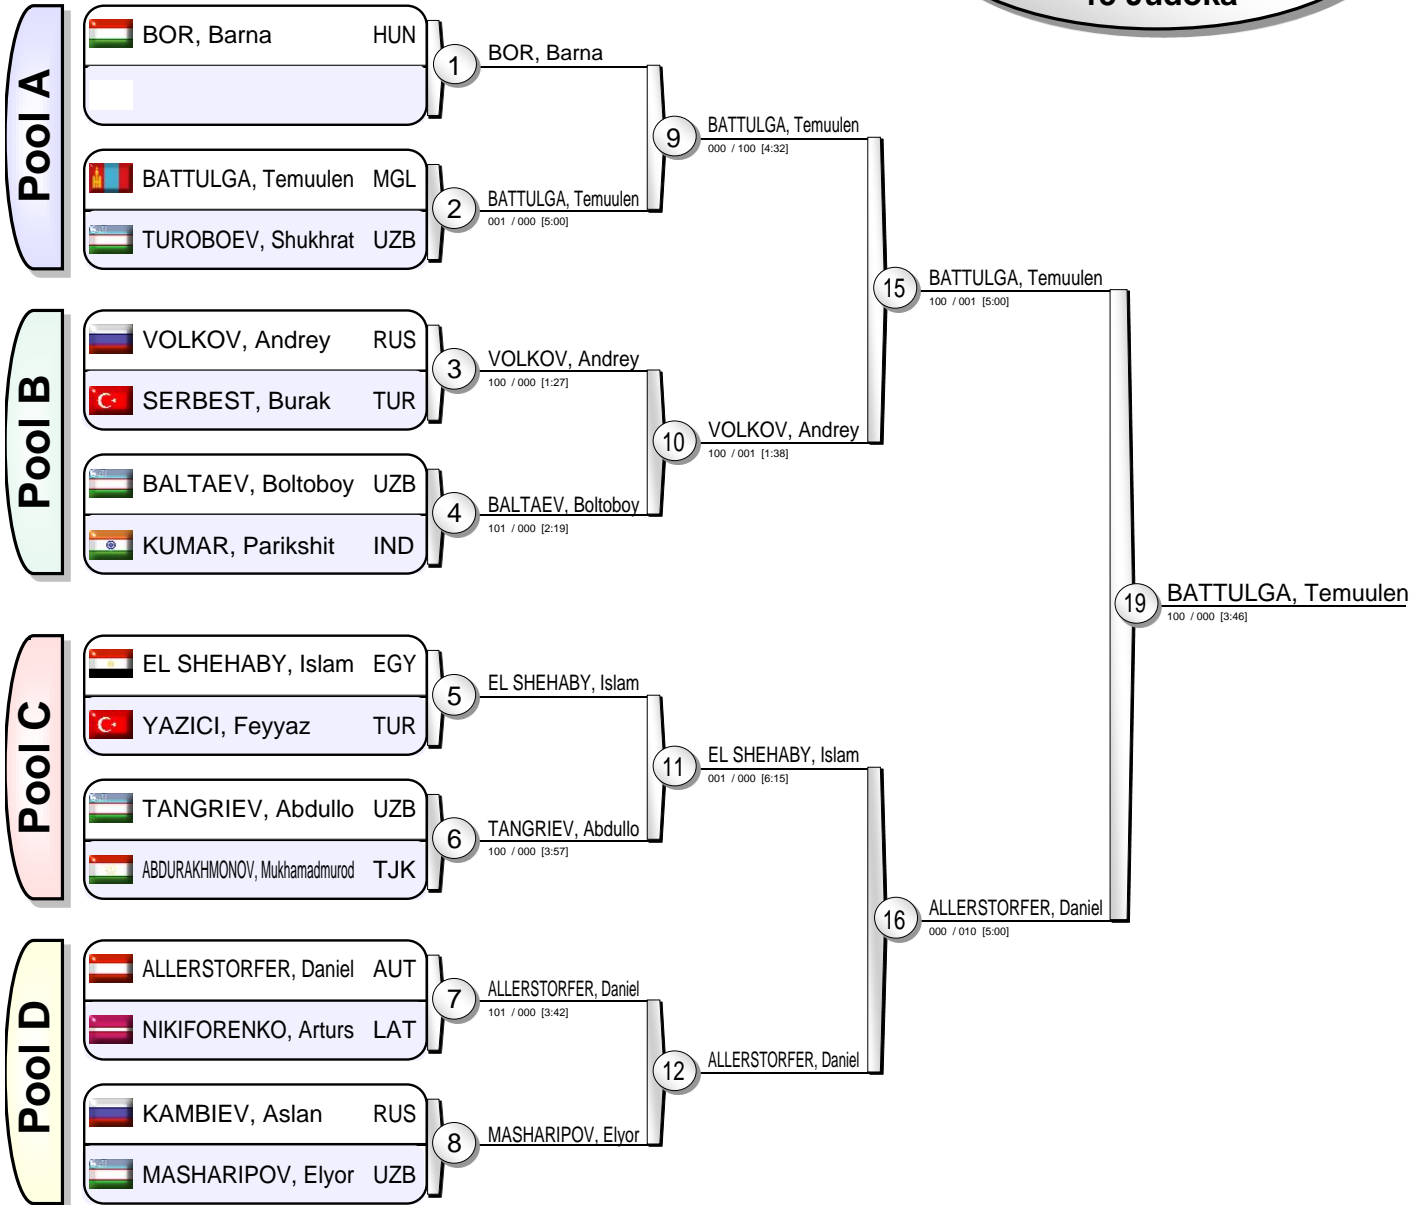 Pool A
BOR, Barna HUN
BATTULGA, Temuulen MGL
TUROBOEV, Shukhrat UZB
Pool B
VOLKOV, Andrey RUS
SERBEST, Burak TUR
BALTAEV, Boltoboy UZB
KUMAR, Parikshit IND
Pool C
EL SHEHABY, Islam EGY
YAZICI, Feyyaz TUR
TANGRIEV, Abdullo UZB
ABDURAKHMONOV, Mukhamadmurod TJK
Pool D
ALLERSTORFER, Daniel AUT
NIKIFORENKO, Arturs LAT
KAMBIEV, Aslan RUS
MASHARIPOV, Elyor UZB
1
BOR, Barna
2
BATTULGA, Temuulen
001 / 000 [5:00]
3
VOLKOV, Andrey
100 / 000 [1:27]
4
BALTAEV, Boltoboy
101 / 000 [2:19]
5
EL SHEHABY, Islam
6
TANGRIEV, Abdullo
100 / 000 [3:57]
7
ALLERSTORFER, Daniel
101 / 000 [3:42]
8
MASHARIPOV, Elyor
9
BATTULGA, Temuulen
000 / 100 [4:32]
10
VOLKOV, Andrey
100 / 001 [1:38]
11
EL SHEHABY, Islam
001 / 000 [6:15]
12
ALLERSTORFER, Daniel
15
BATTULGA, Temuulen
100 / 001 [5:00]
16
ALLERSTORFER, Daniel
000 / 010 [5:00]
19
BATTULGA, Temuulen
100 / 000 [3:46]